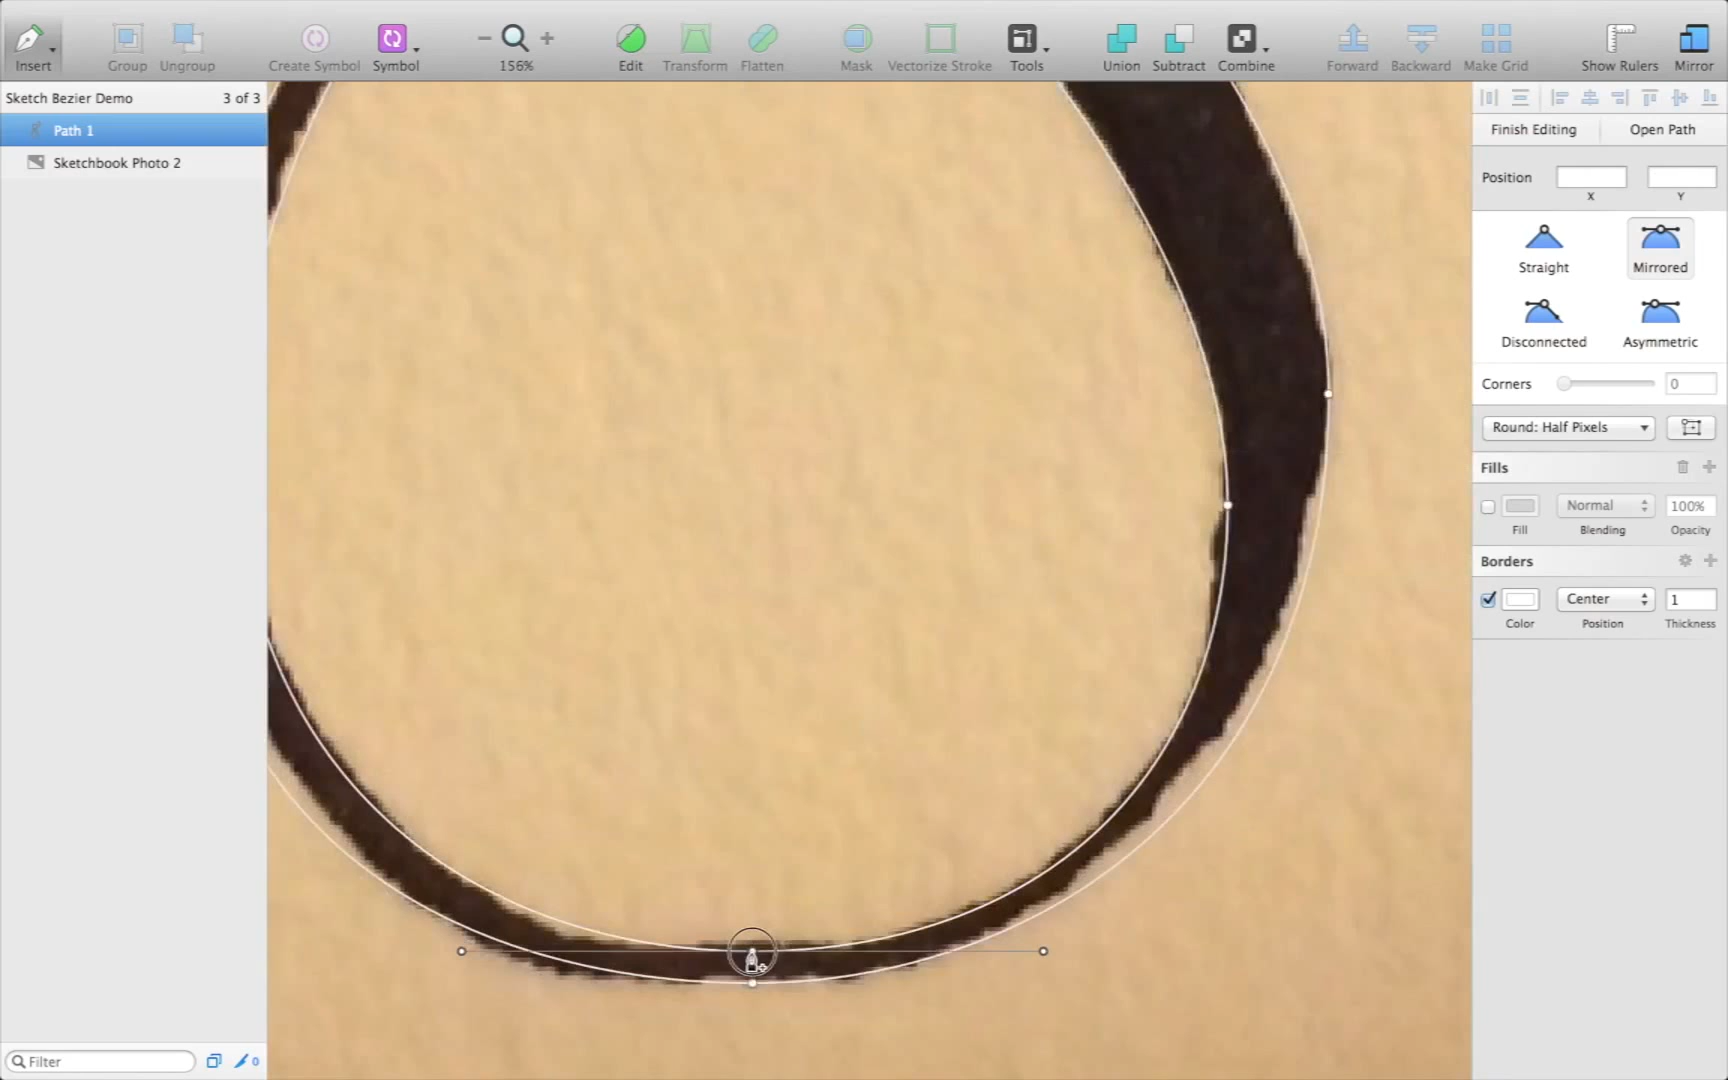 Insert
Group
Ungroup
Create Symbol
Symbol
156%
Edit
Transform
Flatten
Mask
Vectorize Stroke
Tools
Union
Subtract
Combine
Forward
Backward
Make Grid
Show Rulers
Mirror
Sketch Bezier Demo 3 of 3
Path 1
Sketchbook Photo 2
Filter
0
Finish Editing
Open Path
Position
X
Y
Straight
Mirrored
Disconnected
Asymmetric
Corners
0
Round: Half Pixels
Fills
Normal
100%
Fill
Blending
Opacity
Borders
Center
1
Color
Position
Thickness